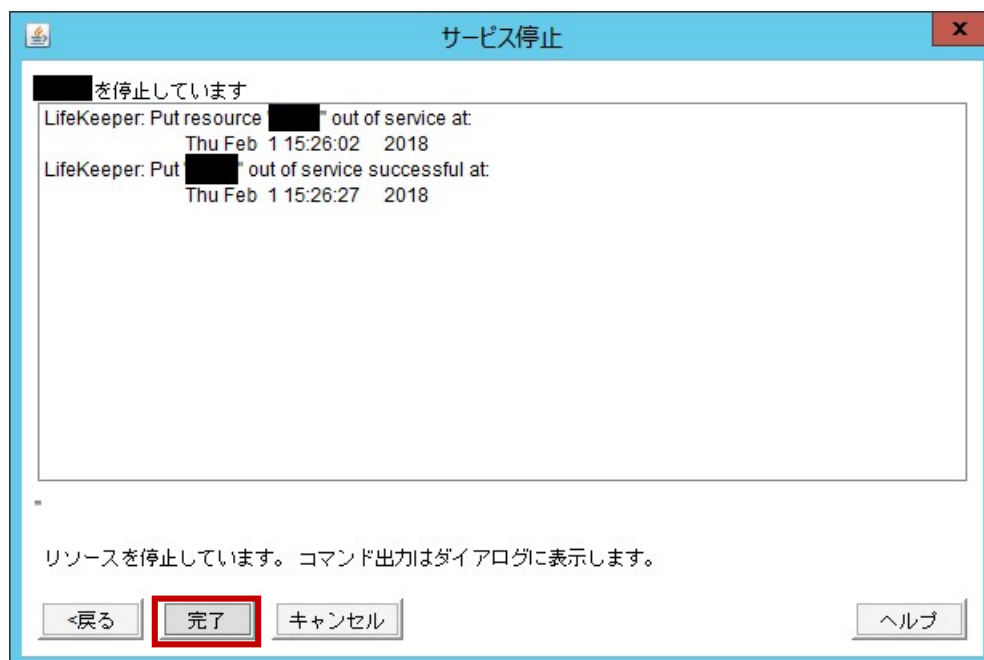 サービス停止
x
を停止しています
LifeKeeper: Put resource "" out of service at:
Thu Feb 1 15:26:02 2018
LifeKeeper: Put "" out of service successful at:
Thu Feb 1 15:26:27 2018
"
リソースを停止しています。 コマンド出力はダイアログに表示します。
<戻る 完了 キャンセル ヘルプ